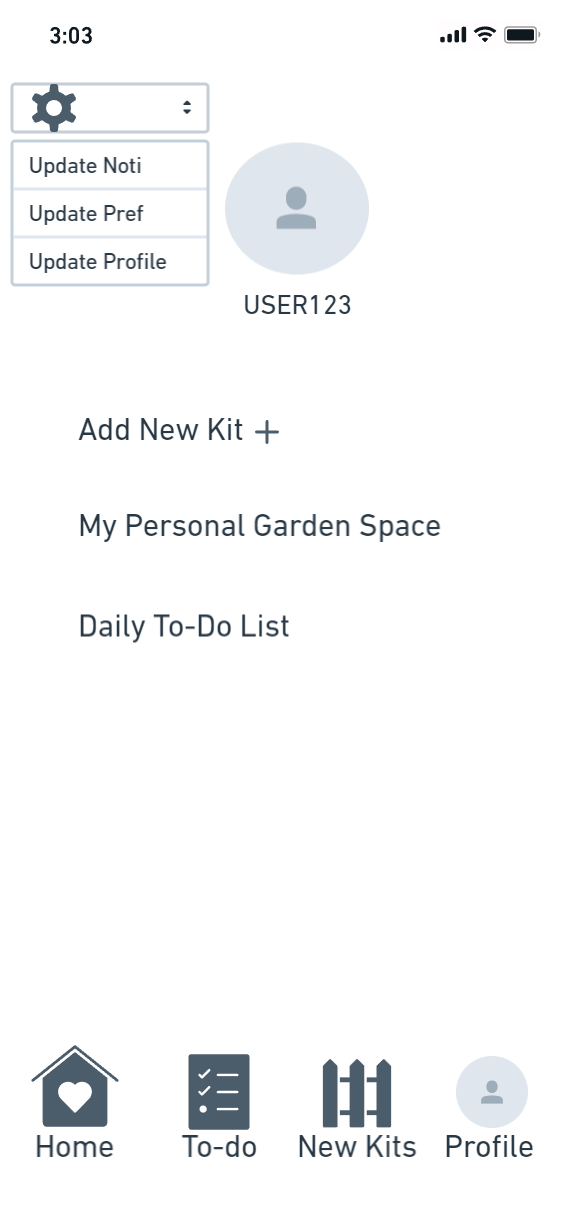 3:03
Update Noti
Update Pref
Update Profile
USER123
Add New Kit +
My Personal Garden Space
Daily To-Do List
Home
To-do
New Kits
Profile